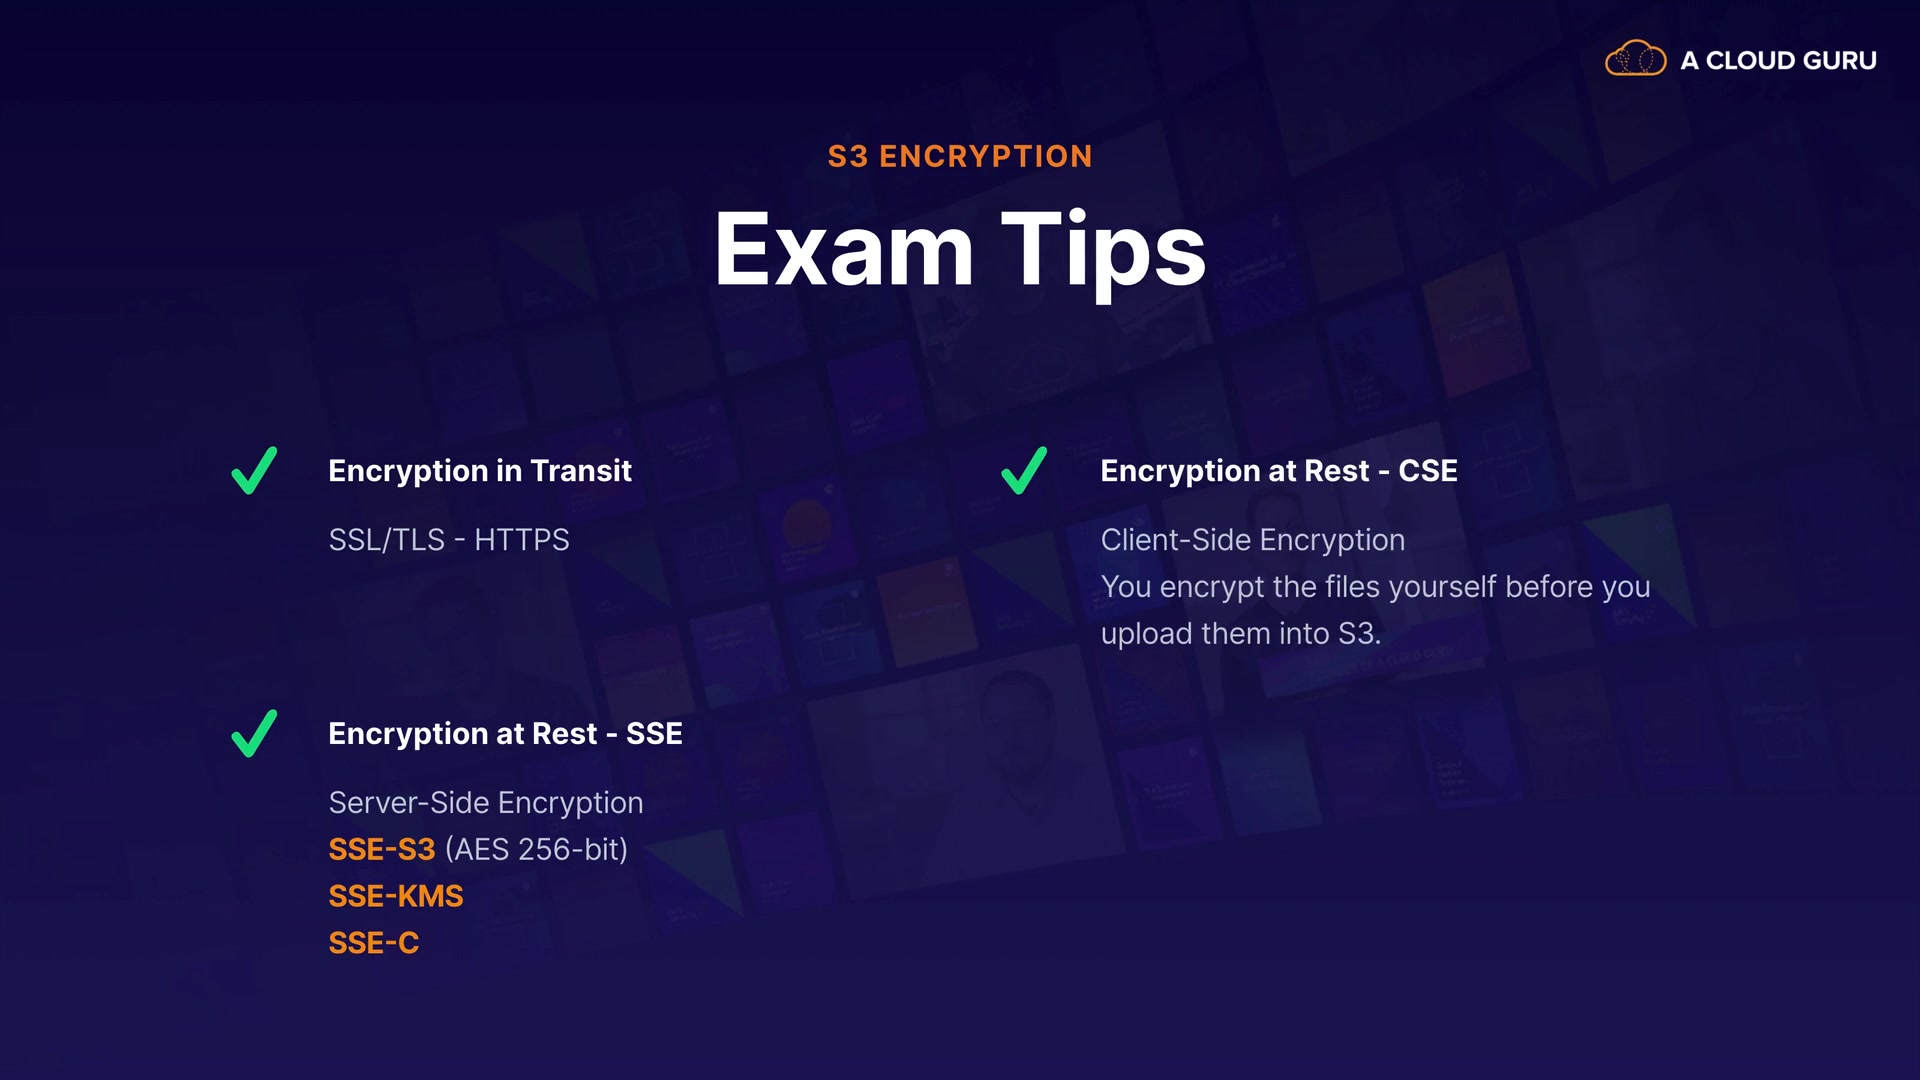 A CLOUD GURU
S3 ENCRYPTION
Exam Tips
Encryption in Transit
SSL/TLS - HTTPS
Encryption at Rest - SSE
Server-Side Encryption
SSE-S3 (AES 256-bit)
SSE-KMS
SSE-C
Encryption at Rest - CSE
Client-Side Encryption
You encrypt the files yourself before you
upload them into S3.